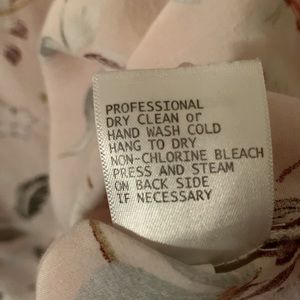 PROFESSIONAL
DRY CLEAN or
HAND WASH COLD
HANG TO DRY
NON-CHLORINE BLEACH
PRESS AND STEAM
ON BACK SIDE
IF NECESSARY